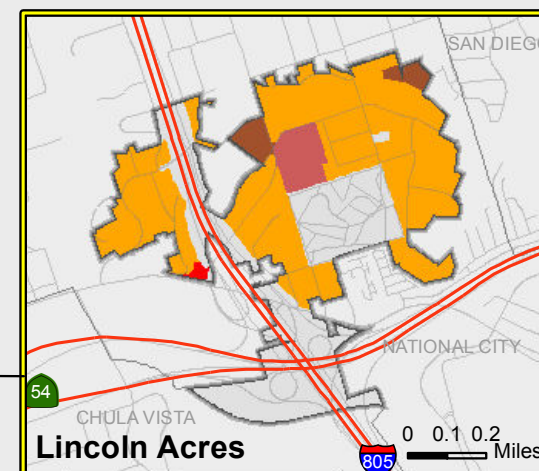 SAN DIEGO
NATIONAL CITY
54
CHULA VISTA
Lincoln Acres
805
0 0.1 0.2
Miles